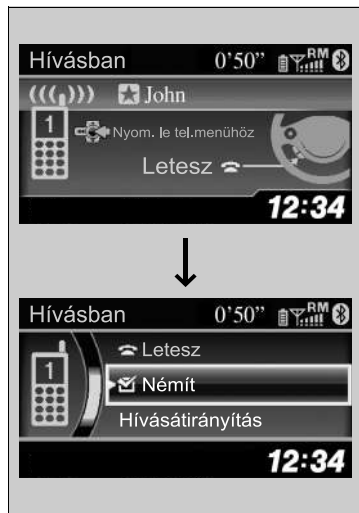 Hívásban 0'50” RM
John
1 Nyom. le tel.menühöz
Letesz
12:34
Hívásban 0'50” RM
Letesz
1 Némít
Hívásátirányítás
12:34